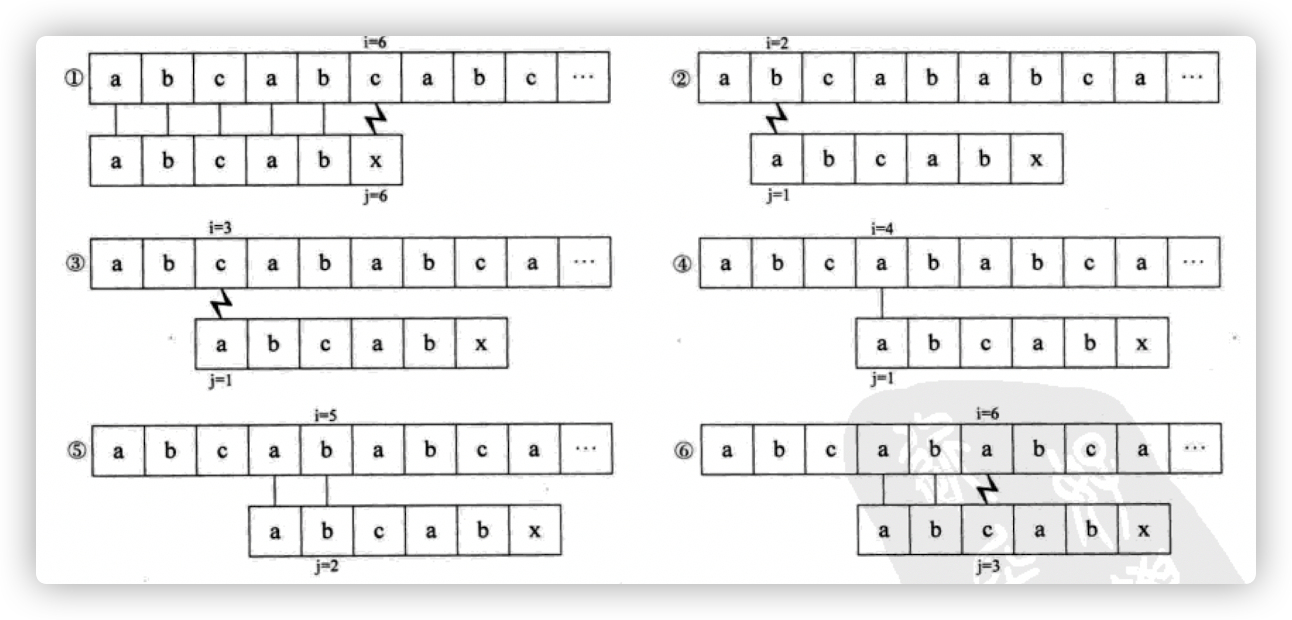 i=6
① a b c a b c a b c ···
a b c a b x
j=6
i=2
② a b c a b a b c a ···
a b c a b x
j=1
i=3
③ a b c a b a b c a ···
a b c a b x
j=1
i=4
④ a b c a b a b c a ···
a b c a b x
j=1
i=5
⑤ a b c a b a b c a ···
a b c a b x
j=2
i=6
⑥ a b c a b a b c a ···
a b c a b x
j=3